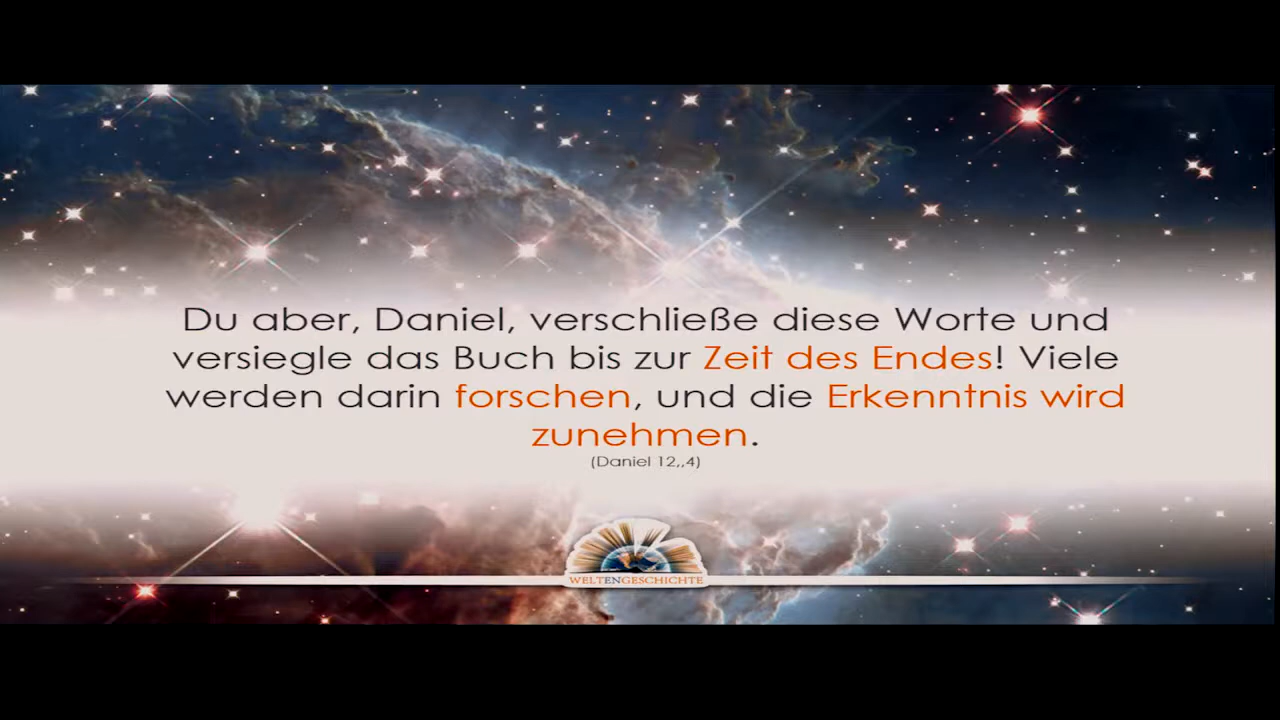 Du aber, Daniel, verschließe diese Worte und
versiegle das Buch bis zur Zeit des Endes! Viele
werden darin forschen, und die Erkenntnis wird
zunehmen.
(Daniel 12,,4)
WELTENGESCHICHTE